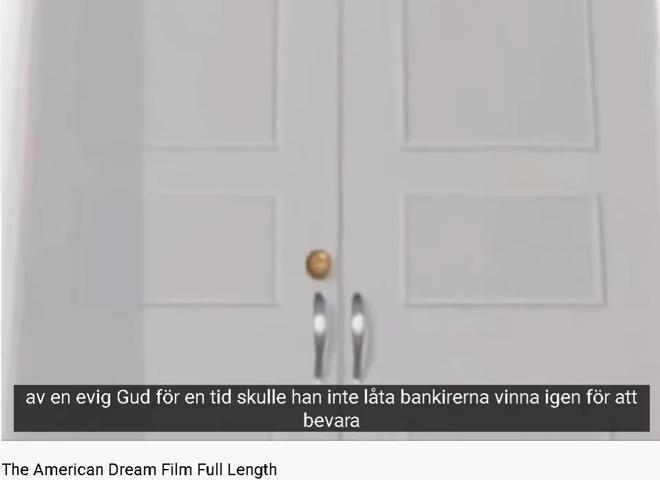 av en evig Gud för en tid skulle han inte låta bankirerna vinna igen för att
bevara
The American Dream Film Full Length